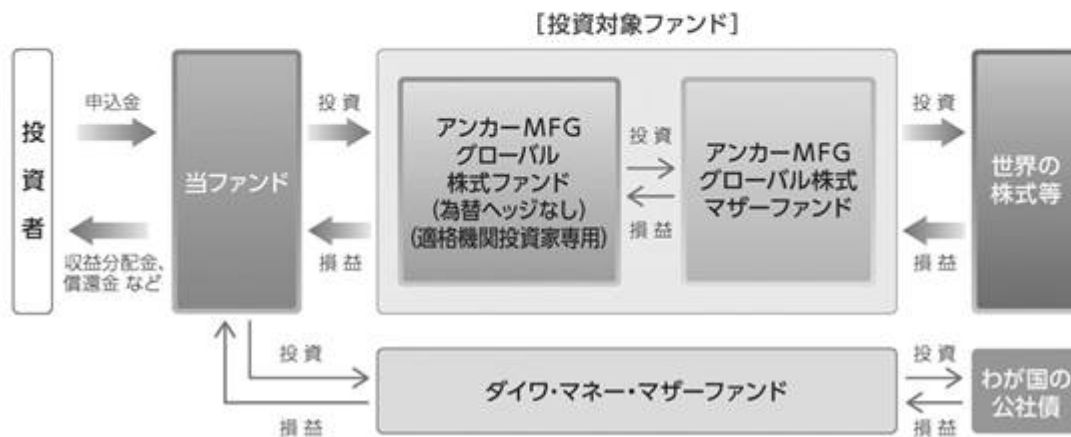 [投資対象ファンド]
投資者
申込金
収益分配金、
償還金 など
当ファンド
投資
損益
アンカーMFG
グローバル
株式ファンド
(為替ヘッジなし)
(適格機関投資家専用)
投資
損益
アンカーMFG
グローバル株式
マザーファンド
投資
損益
世界の
株式等
投資
損益
ダイワ・マネー・マザーファンド
投資
損益
わが国の
公社債